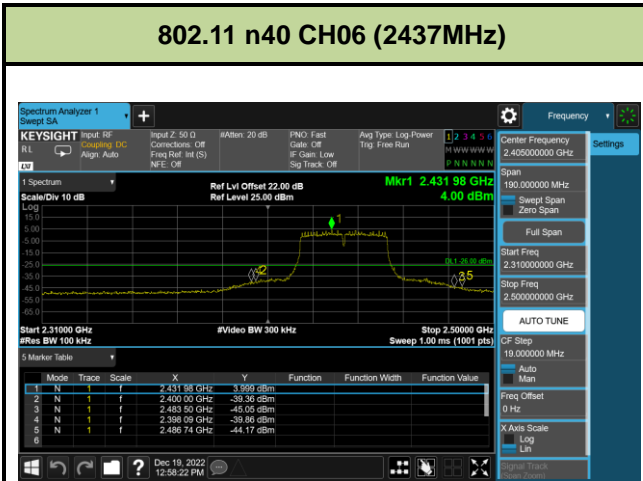 802.11 n40 CH06 (2437MHz)
Spectrum Analyzer 1
Swept SA
Frequency
KEYSIGHT
Input: RF
Coupling: DC
Align: Auto
Input Z: 50 Ω
Corrections: Off
Freq Ref: Int (S)
NFE: Off
#Atten: 20 dB
PNO: Fast
Gate: Off
IF Gain: Low
Sig Track: Off
Avg Type: Log-Power
Trig: Free Run
1 2 3 4 5 6
M W W W W W
P N N N N N
R L
LXI
1 Spectrum
Scale/Div 10 dB
Ref Lvl Offset 22.00 dB
Ref Level 25.00 dBm
Mkr1 2.431 98 GHz
4.00 dBm
Log
15.0
5.00
-5.00
-15.0
-25.0
-35.0
-45.0
-55.0
-65.0
1
DL1 -26.00 dBm
Start 2.31000 GHz
#Res BW 100 kHz
#Video BW 300 kHz
Stop 2.50000 GHz
Sweep 1.00 ms (1001 pts)
5 Marker Table
Mode Trace Scale X Y Function Function Width Function Value
1 N 1 f 2.431 98 GHz 3.999 dBm
2 N 1 f 2.400 00 GHz -39.36 dBm
3 N 1 f 2.483 50 GHz -45.05 dBm
4 N 1 f 2.398 09 GHz -39.86 dBm
5 N 1 f 2.486 74 GHz -44.17 dBm
6
Dec 19, 2022
12:58:22 PM
Settings
Center Frequency
2.405000000 GHz
Span
190.000000 MHz
Swept Span
Zero Span
Full Span
Start Freq
2.310000000 GHz
Stop Freq
2.500000000 GHz
AUTO TUNE
CF Step
19.000000 MHz
Auto
Man
Freq Offset
0 Hz
X Axis Scale
Log
Lin
Signal Track
(Span Zoom)